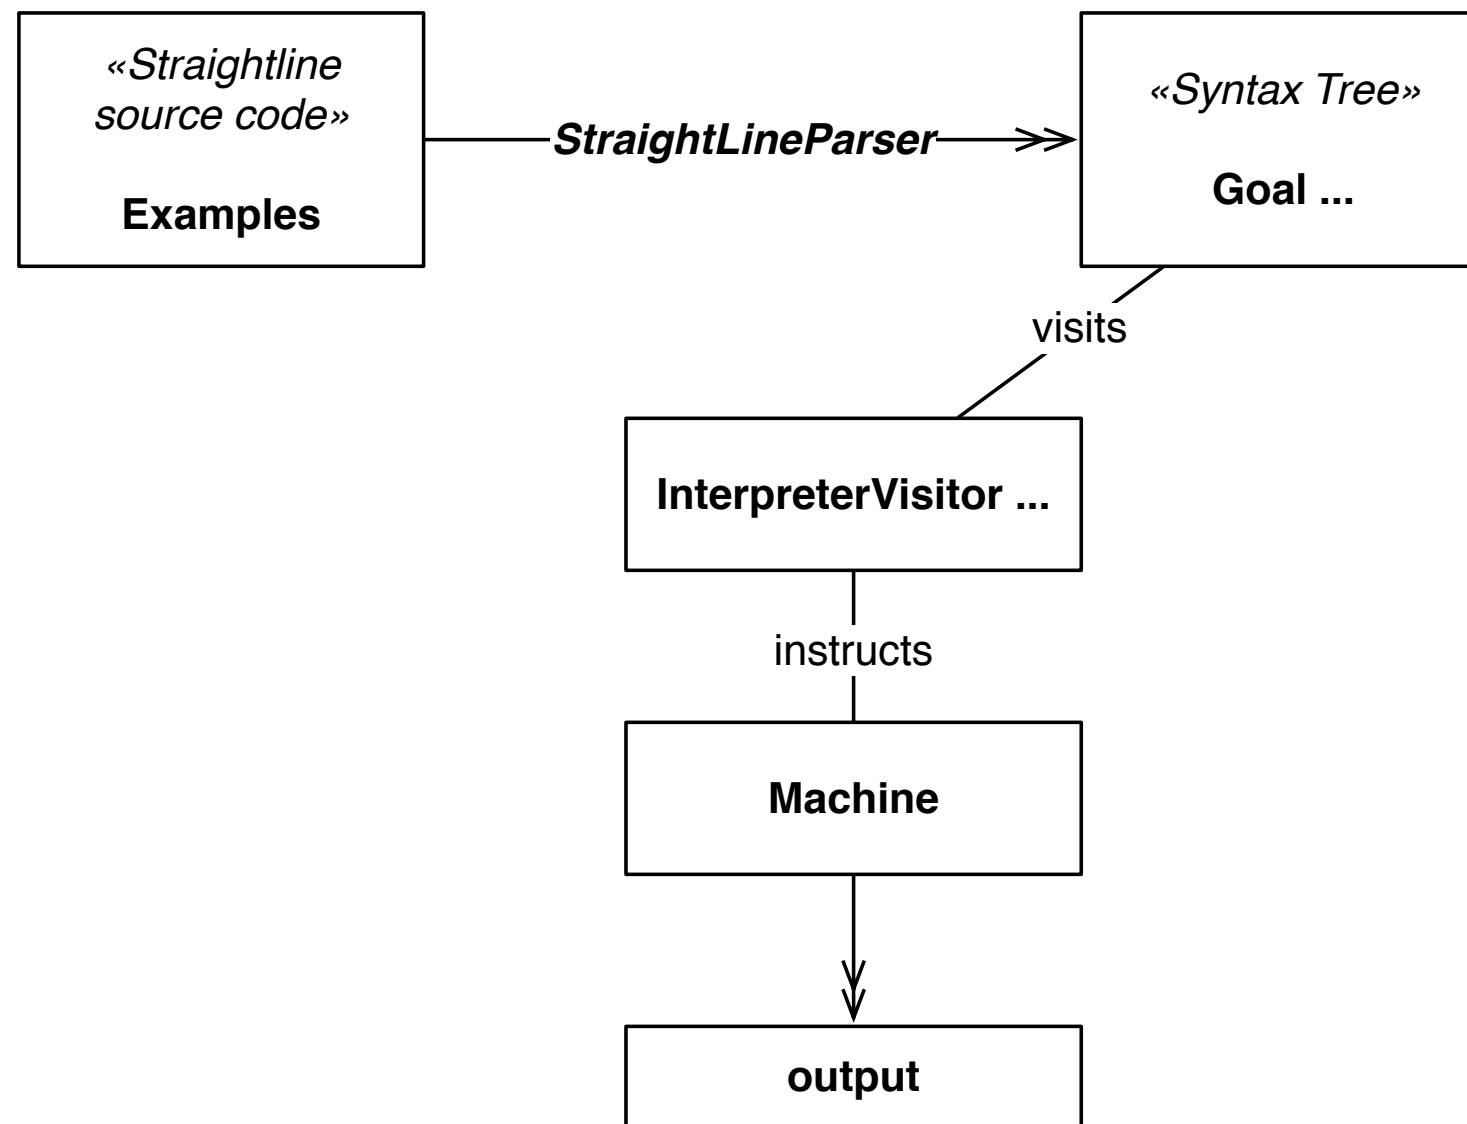 «Straightline
source code»
Examples
StraightLineParser
«Syntax Tree»
Goal ...
visits
InterpreterVisitor ...
instructs
Machine
output